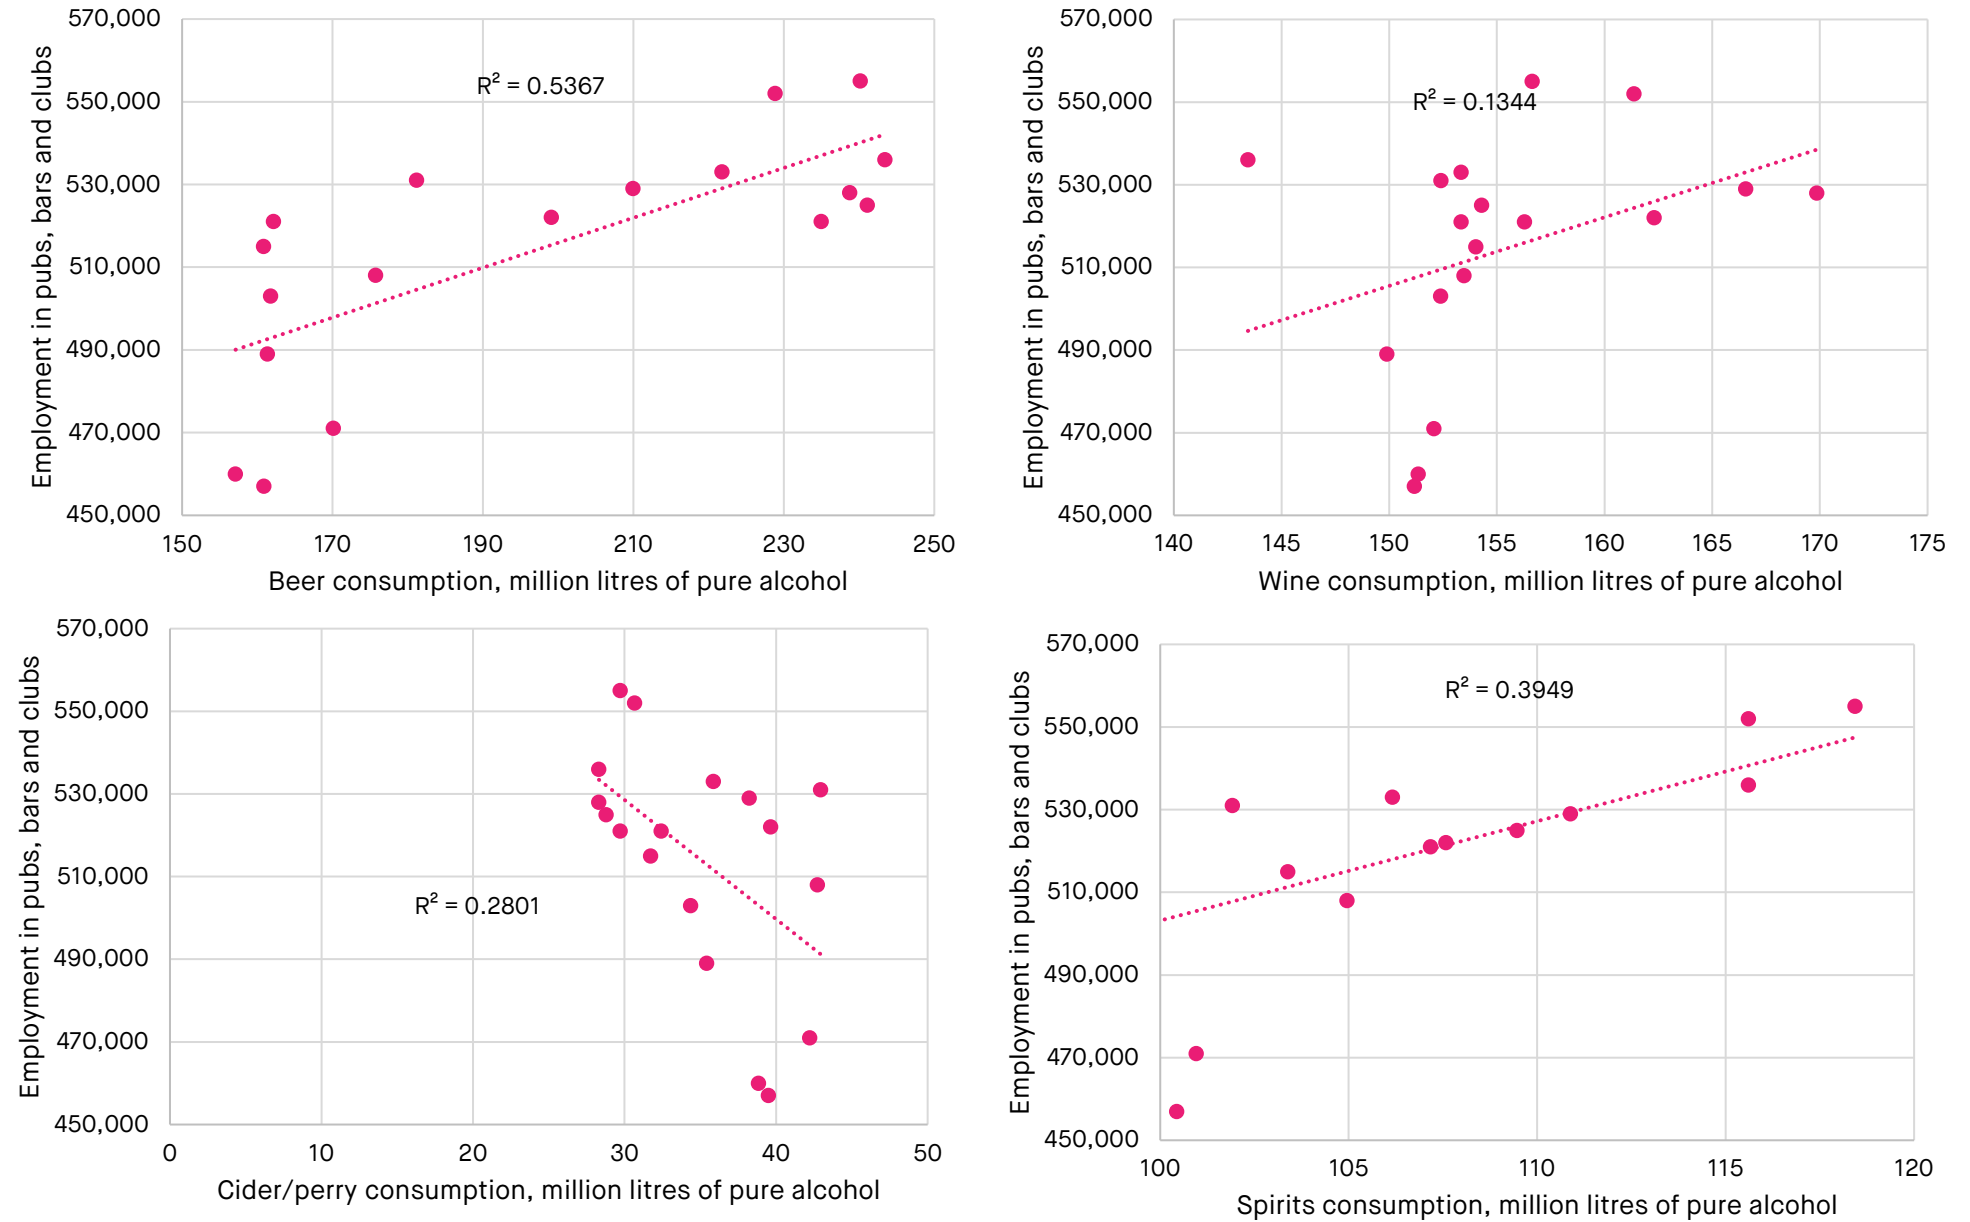 570,000
550,000
530,000
510,000
490,000
470,000
450,000
Employment in pubs, bars and clubs
R² = 0.5367
150 170 190 210 230 250
Beer consumption, million litres of pure alcohol
570,000
550,000
530,000
510,000
490,000
470,000
450,000
Employment in pubs, bars and clubs
R² = 0.1344
140 145 150 155 160 165 170 175
Wine consumption, million litres of pure alcohol
570,000
550,000
530,000
510,000
490,000
470,000
450,000
Employment in pubs, bars and clubs
R² = 0.2801
0 10 20 30 40 50
Cider/perry consumption, million litres of pure alcohol
570,000
550,000
530,000
510,000
490,000
470,000
450,000
Employment in pubs, bars and clubs
R² = 0.3949
100 105 110 115 120
Spirits consumption, million litres of pure alcohol